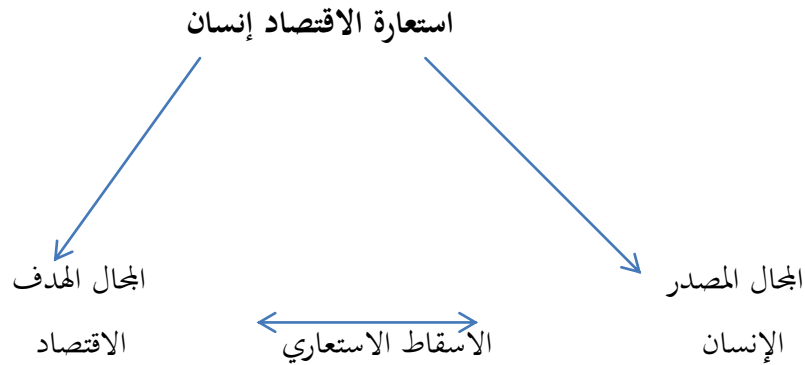 استعارة الاقتصاد إنسان
المجال المصدر
الإنسان
المجال الهدف
الاقتصاد
الاسقاط الاستعاري